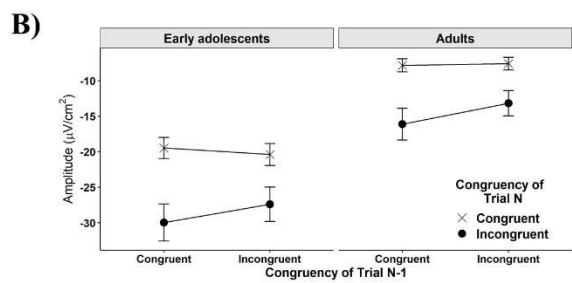 B)
Early adolescents
Adults
Amplitude (µV/cm²)
-10
-15
-20
-25
-30
Congruency of
Trial N
Congruent
Incongruent
Congruent
Incongruent
Congruent
Incongruent
Congruency of Trial N-1